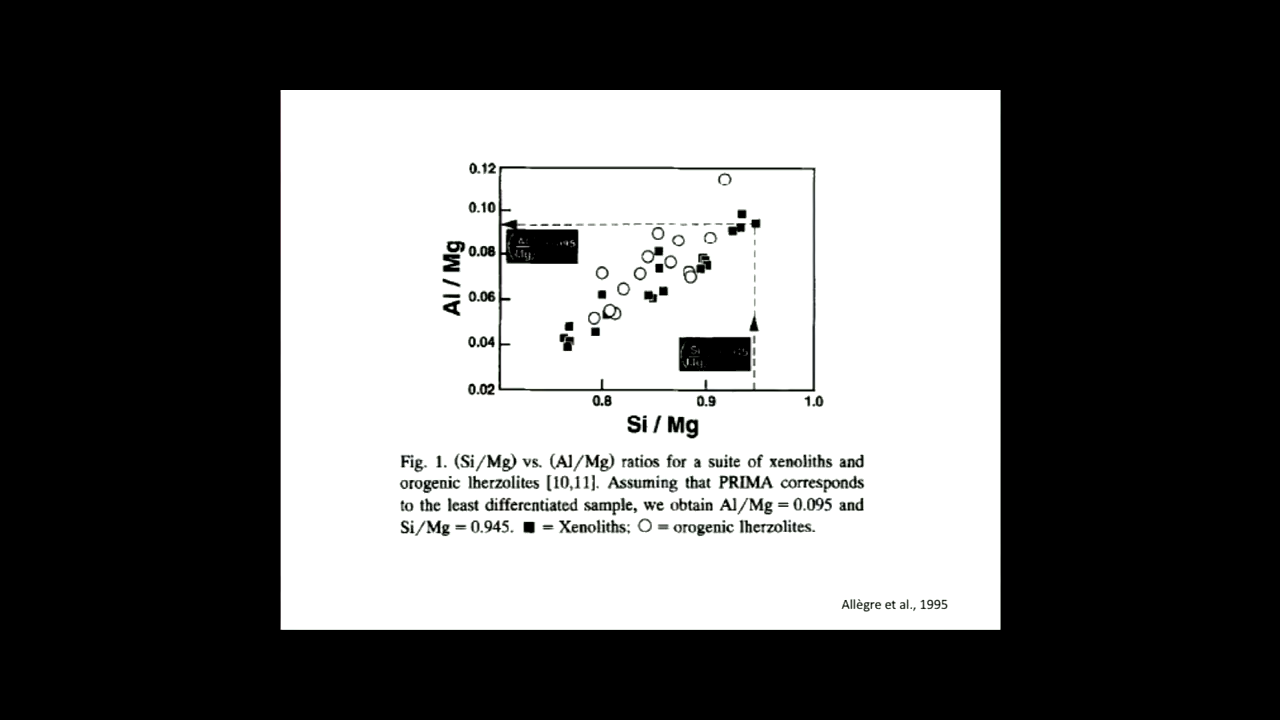 0.12
0.10
0.08
0.06
0.04
0.02
Al / Mg
0.8 0.9 1.0
Si / Mg
Fig. 1. (Si/Mg) vs. (Al/Mg) ratios for a suite of xenoliths and
orogenic lherzolites [10,11]. Assuming that PRIMA corresponds
to the least differentiated sample, we obtain Al/Mg = 0.095 and
Si/Mg = 0.945. ■ = Xenoliths; ○ = orogenic lherzolites.
Allègre et al., 1995